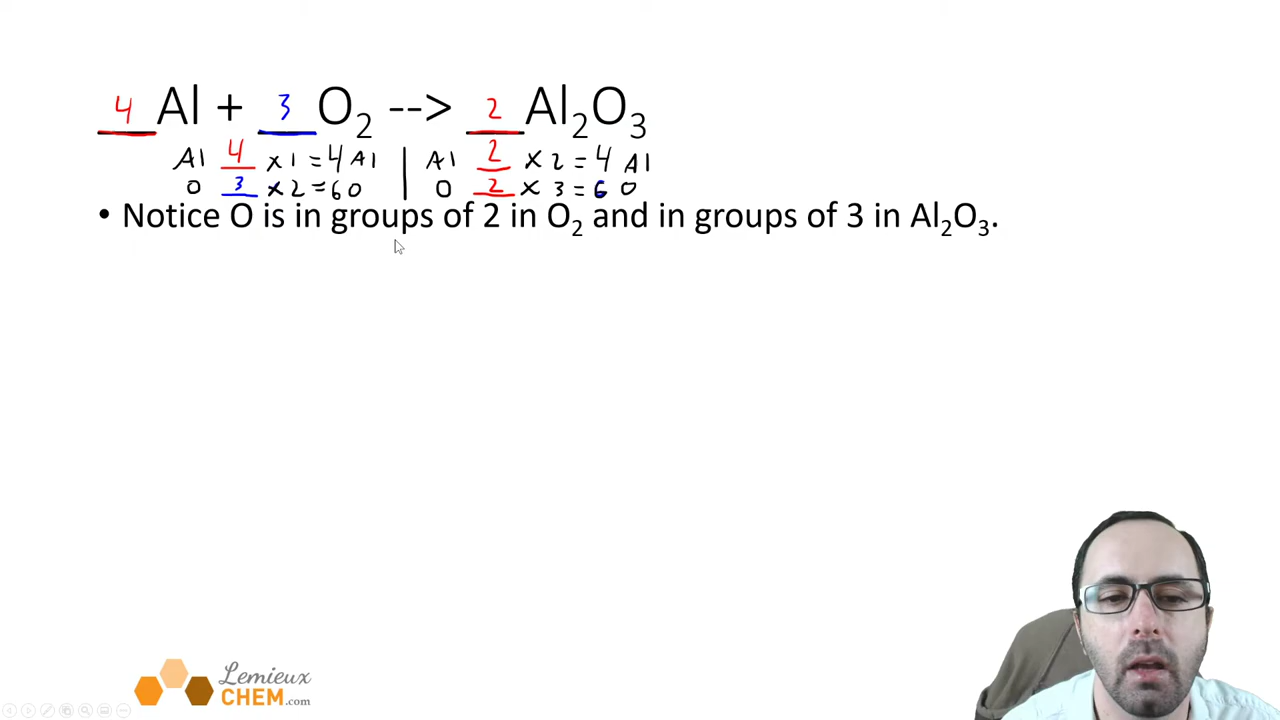 4 Al + 3 O₂ --> 2 Al₂O₃
Al 4 x 1 = 4 Al | Al 2 x 2 = 4 Al
O 3 x 2 = 6 O | O 2 x 3 = 6 O
• Notice O is in groups of 2 in O₂ and in groups of 3 in Al₂O₃.
Lemieux
CHEM.com